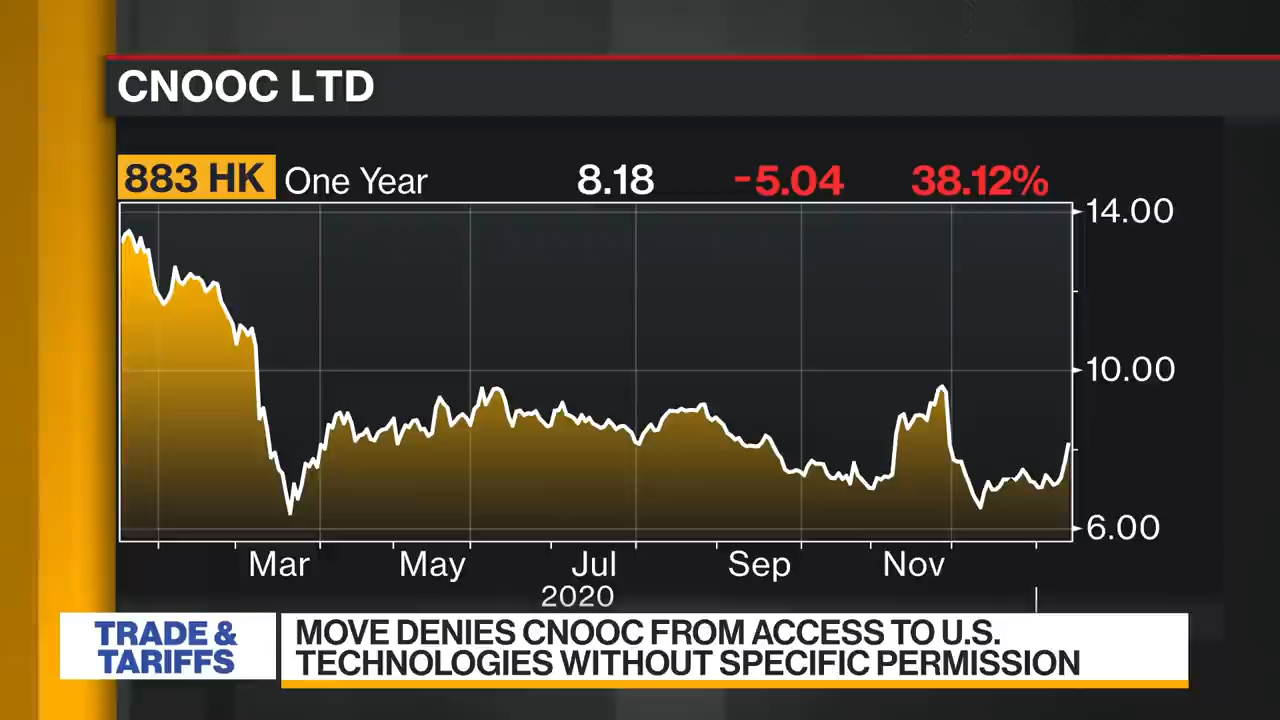 CNOOC LTD
883 HK One Year 8.18 -5.04 38.12%
14.00
10.00
6.00
Mar May Jul Sep Nov
2020
TRADE &
TARIFFS
MOVE DENIES CNOOC FROM ACCESS TO U.S.
TECHNOLOGIES WITHOUT SPECIFIC PERMISSION